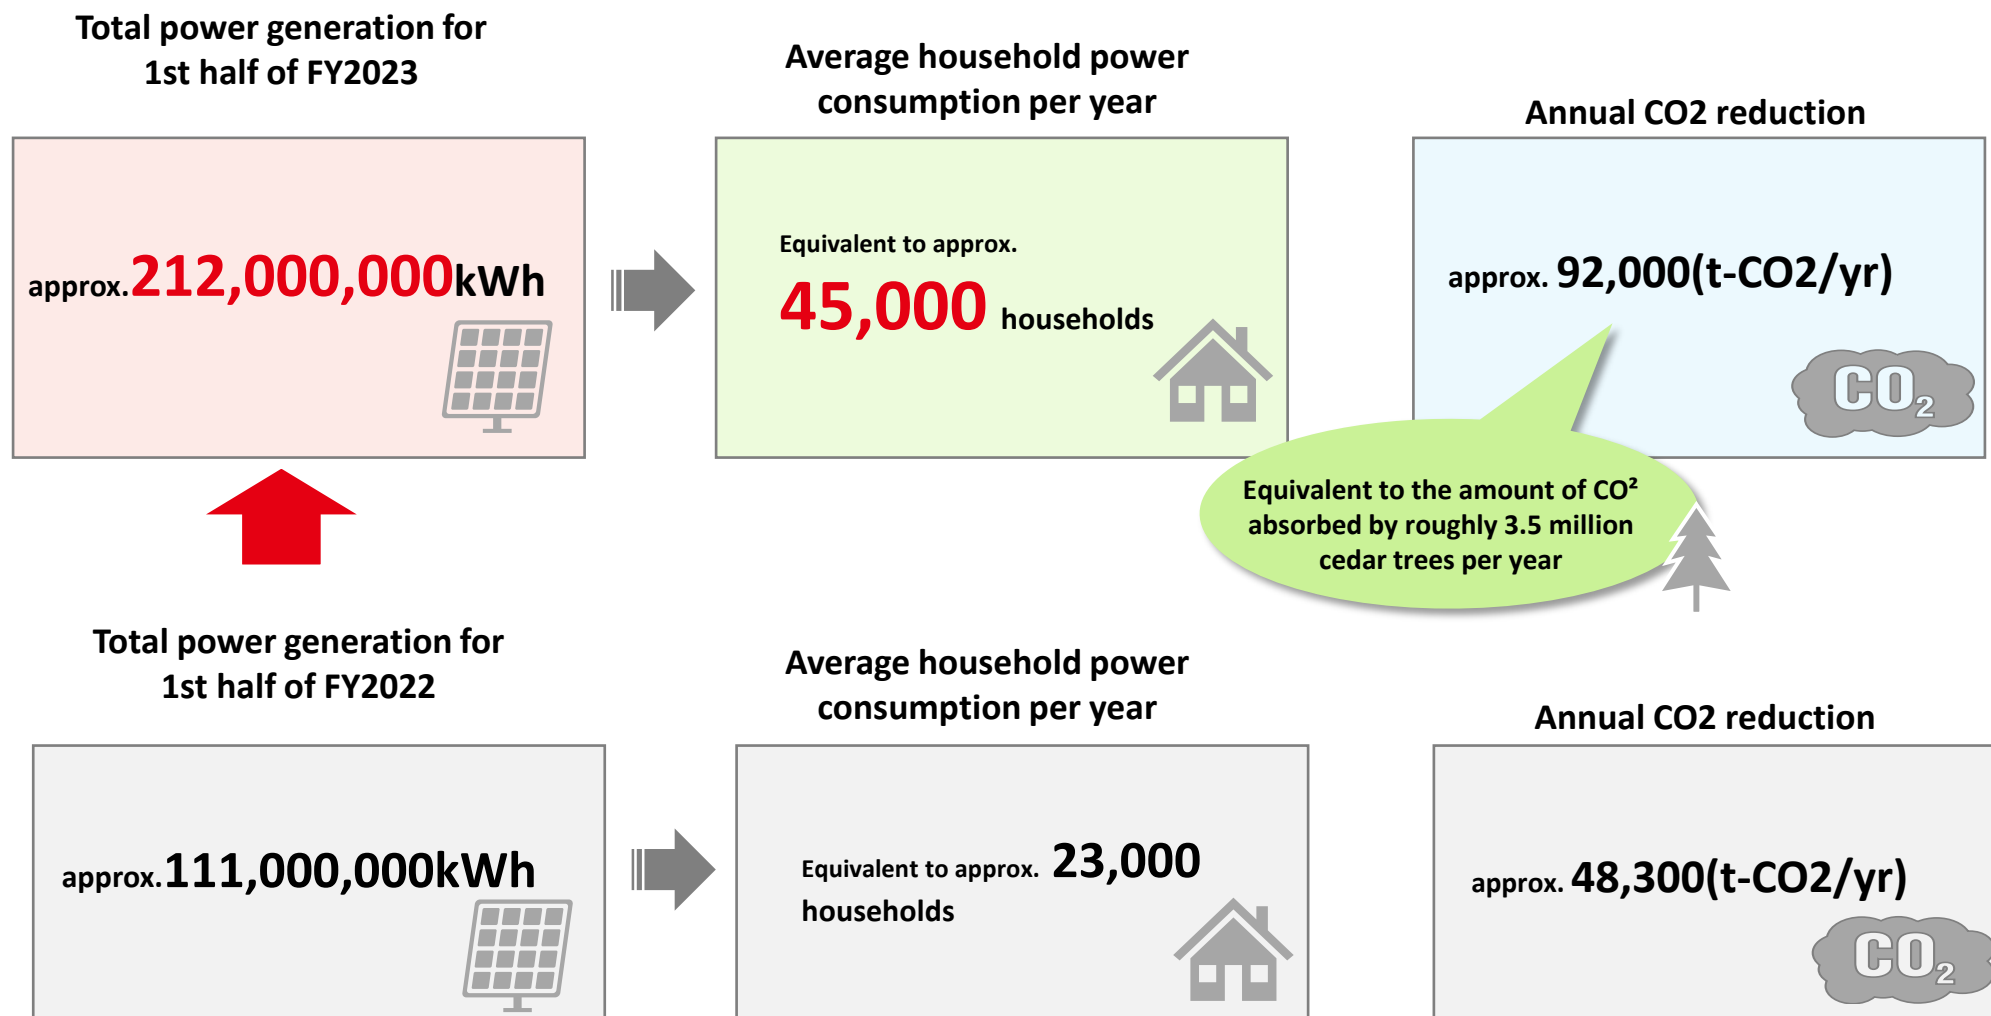 Total power generation for
1st half of FY2023
approx.212,000,000kWh
Average household power
consumption per year
Equivalent to approx.
45,000 households
Annual CO2 reduction
approx. 92,000(t-CO2/yr)
CO2
Equivalent to the amount of CO²
absorbed by roughly 3.5 million
cedar trees per year
Total power generation for
1st half of FY2022
approx.111,000,000kWh
Average household power
consumption per year
Equivalent to approx. 23,000
households
Annual CO2 reduction
approx. 48,300(t-CO2/yr)
CO2